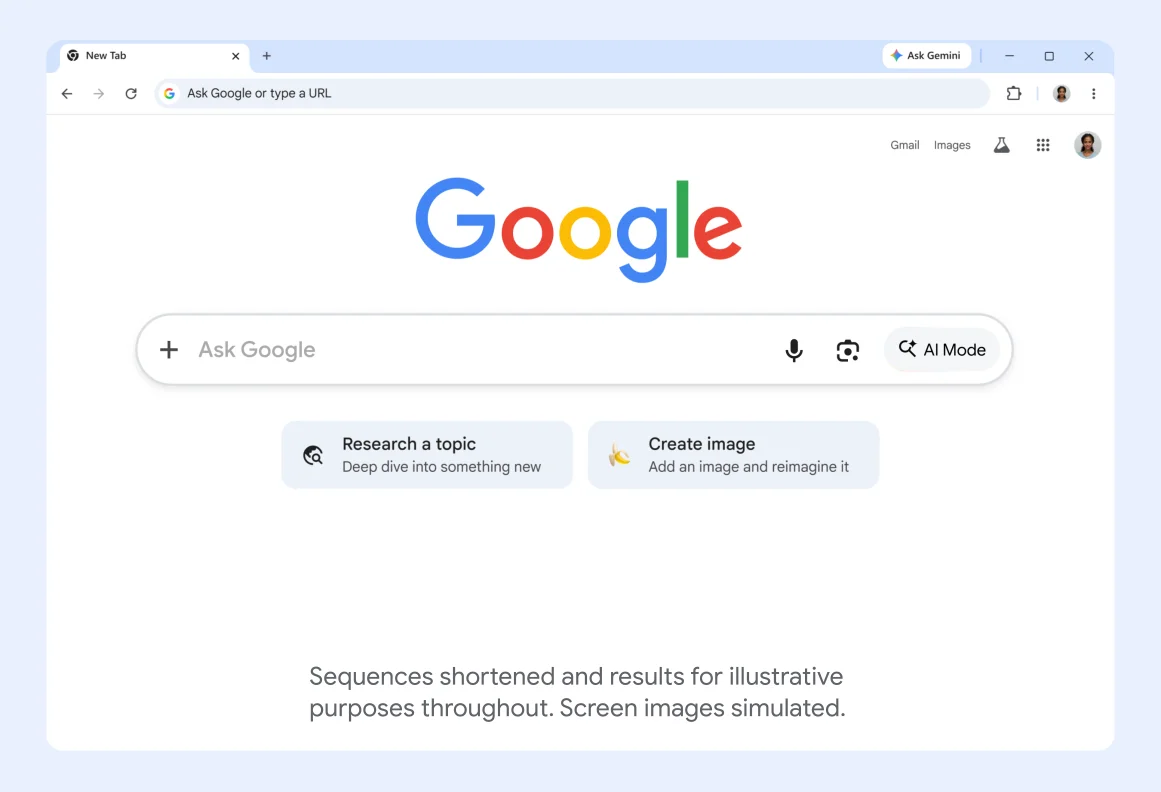 New Tab
Ask Gemini
Ask Google or type a URL
Gmail Images
Google
Ask Google
AI Mode
Research a topic
Deep dive into something new
Create image
Add an image and reimagine it
Sequences shortened and results for illustrative
purposes throughout. Screen images simulated.